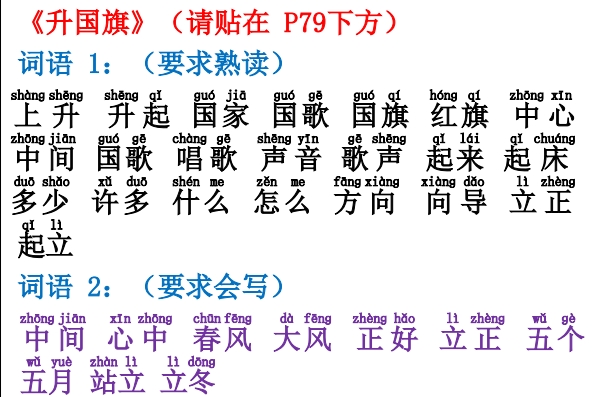 《升国旗》（请贴在 P79下方）
词语 1：（要求熟读）
shàng shēng shēng qǐ guó jiā guó gē guó qí hóng qí zhōng xīn
上升 升起 国家 国歌 国旗 红旗 中心
zhōng jiān guó gē chàng gē shēng yīn gē shēng qǐ lái qǐ chuáng
中间 国歌 唱歌 声音 歌声 起来 起床
duō shǎo xǔ duō shén me zěn me fāng xiàng xiàng dǎo lì zhèng
多少 许多 什么 怎么 方向 向导 立正
qǐ lì
起立
词语 2：（要求会写）
zhōng jiān xīn zhōng chūn fēng dà fēng zhèng hǎo lì zhèng wǔ gè
中间 心中 春风 大风 正好 立正 五个
wǔ yuè zhàn lì lì dōng
五月 站立 立冬